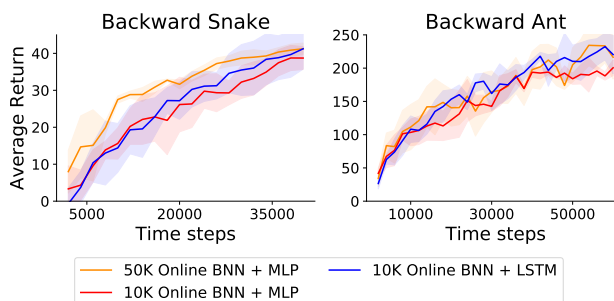 Backward Snake
Backward Ant
Average Return
40
30
20
10
0
5000
20000
35000
Time steps
250
200
150
100
50
0
10000
30000
50000
Time steps
50K Online BNN + MLP
10K Online BNN + MLP
10K Online BNN + LSTM